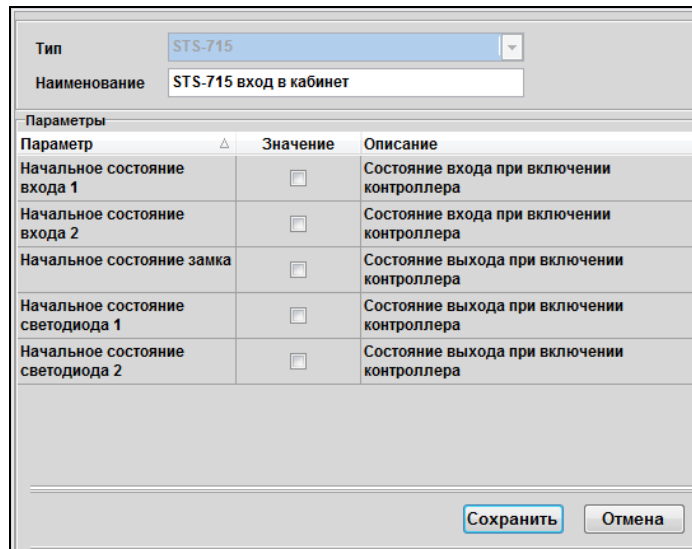 Тип STS-715
Наименование STS-715 вход в кабинет
Параметры
Параметр Значение Описание
Начальное состояние входа 1 Состояние входа при включении контроллера
Начальное состояние входа 2 Состояние входа при включении контроллера
Начальное состояние замка Состояние выхода при включении контроллера
Начальное состояние светодиода 1 Состояние выхода при включении контроллера
Начальное состояние светодиода 2 Состояние выхода при включении контроллера
Сохранить Отмена